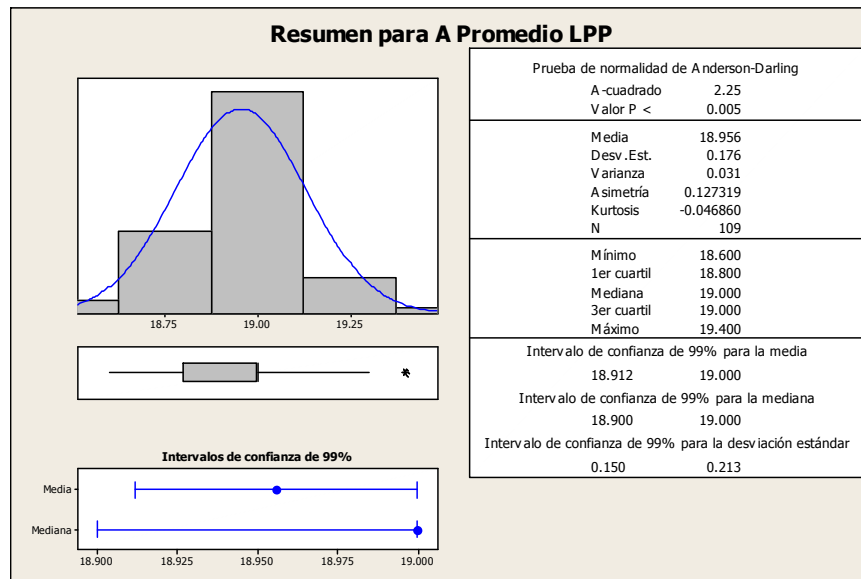 Resumen para A Promedio LPP
18.75 19.00 19.25
Intervalos de confianza de 99%
Media
Mediana
18.900 18.925 18.950 18.975 19.000
Prueba de normalidad de Anderson-Darling
A-cuadrado 2.25
Valor P < 0.005
Media 18.956
Desv.Est. 0.176
Varianza 0.031
Asimetría 0.127319
Kurtosis -0.046860
N 109
Mínimo 18.600
1er cuartil 18.800
Mediana 19.000
3er cuartil 19.000
Máximo 19.400
Intervalo de confianza de 99% para la media
18.912 19.000
Intervalo de confianza de 99% para la mediana
18.900 19.000
Intervalo de confianza de 99% para la desviación estándar
0.150 0.213